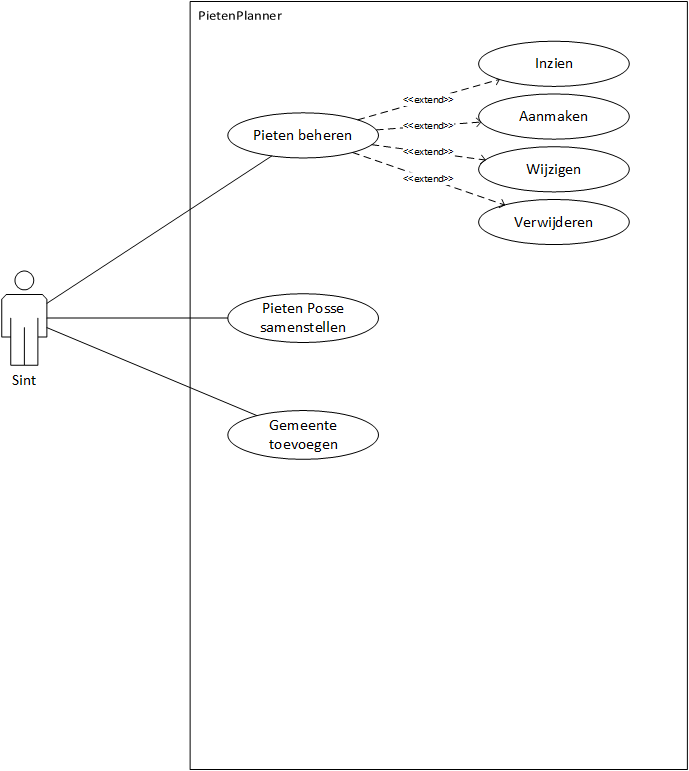 PietenPlanner
Inzien
<<extend>>
Aanmaken
<<extend>>
Pieten beheren
<<extend>>
Wijzigen
<<extend>>
Verwijderen
Pieten Posse
samenstellen
Sint
Gemeente
toevoegen